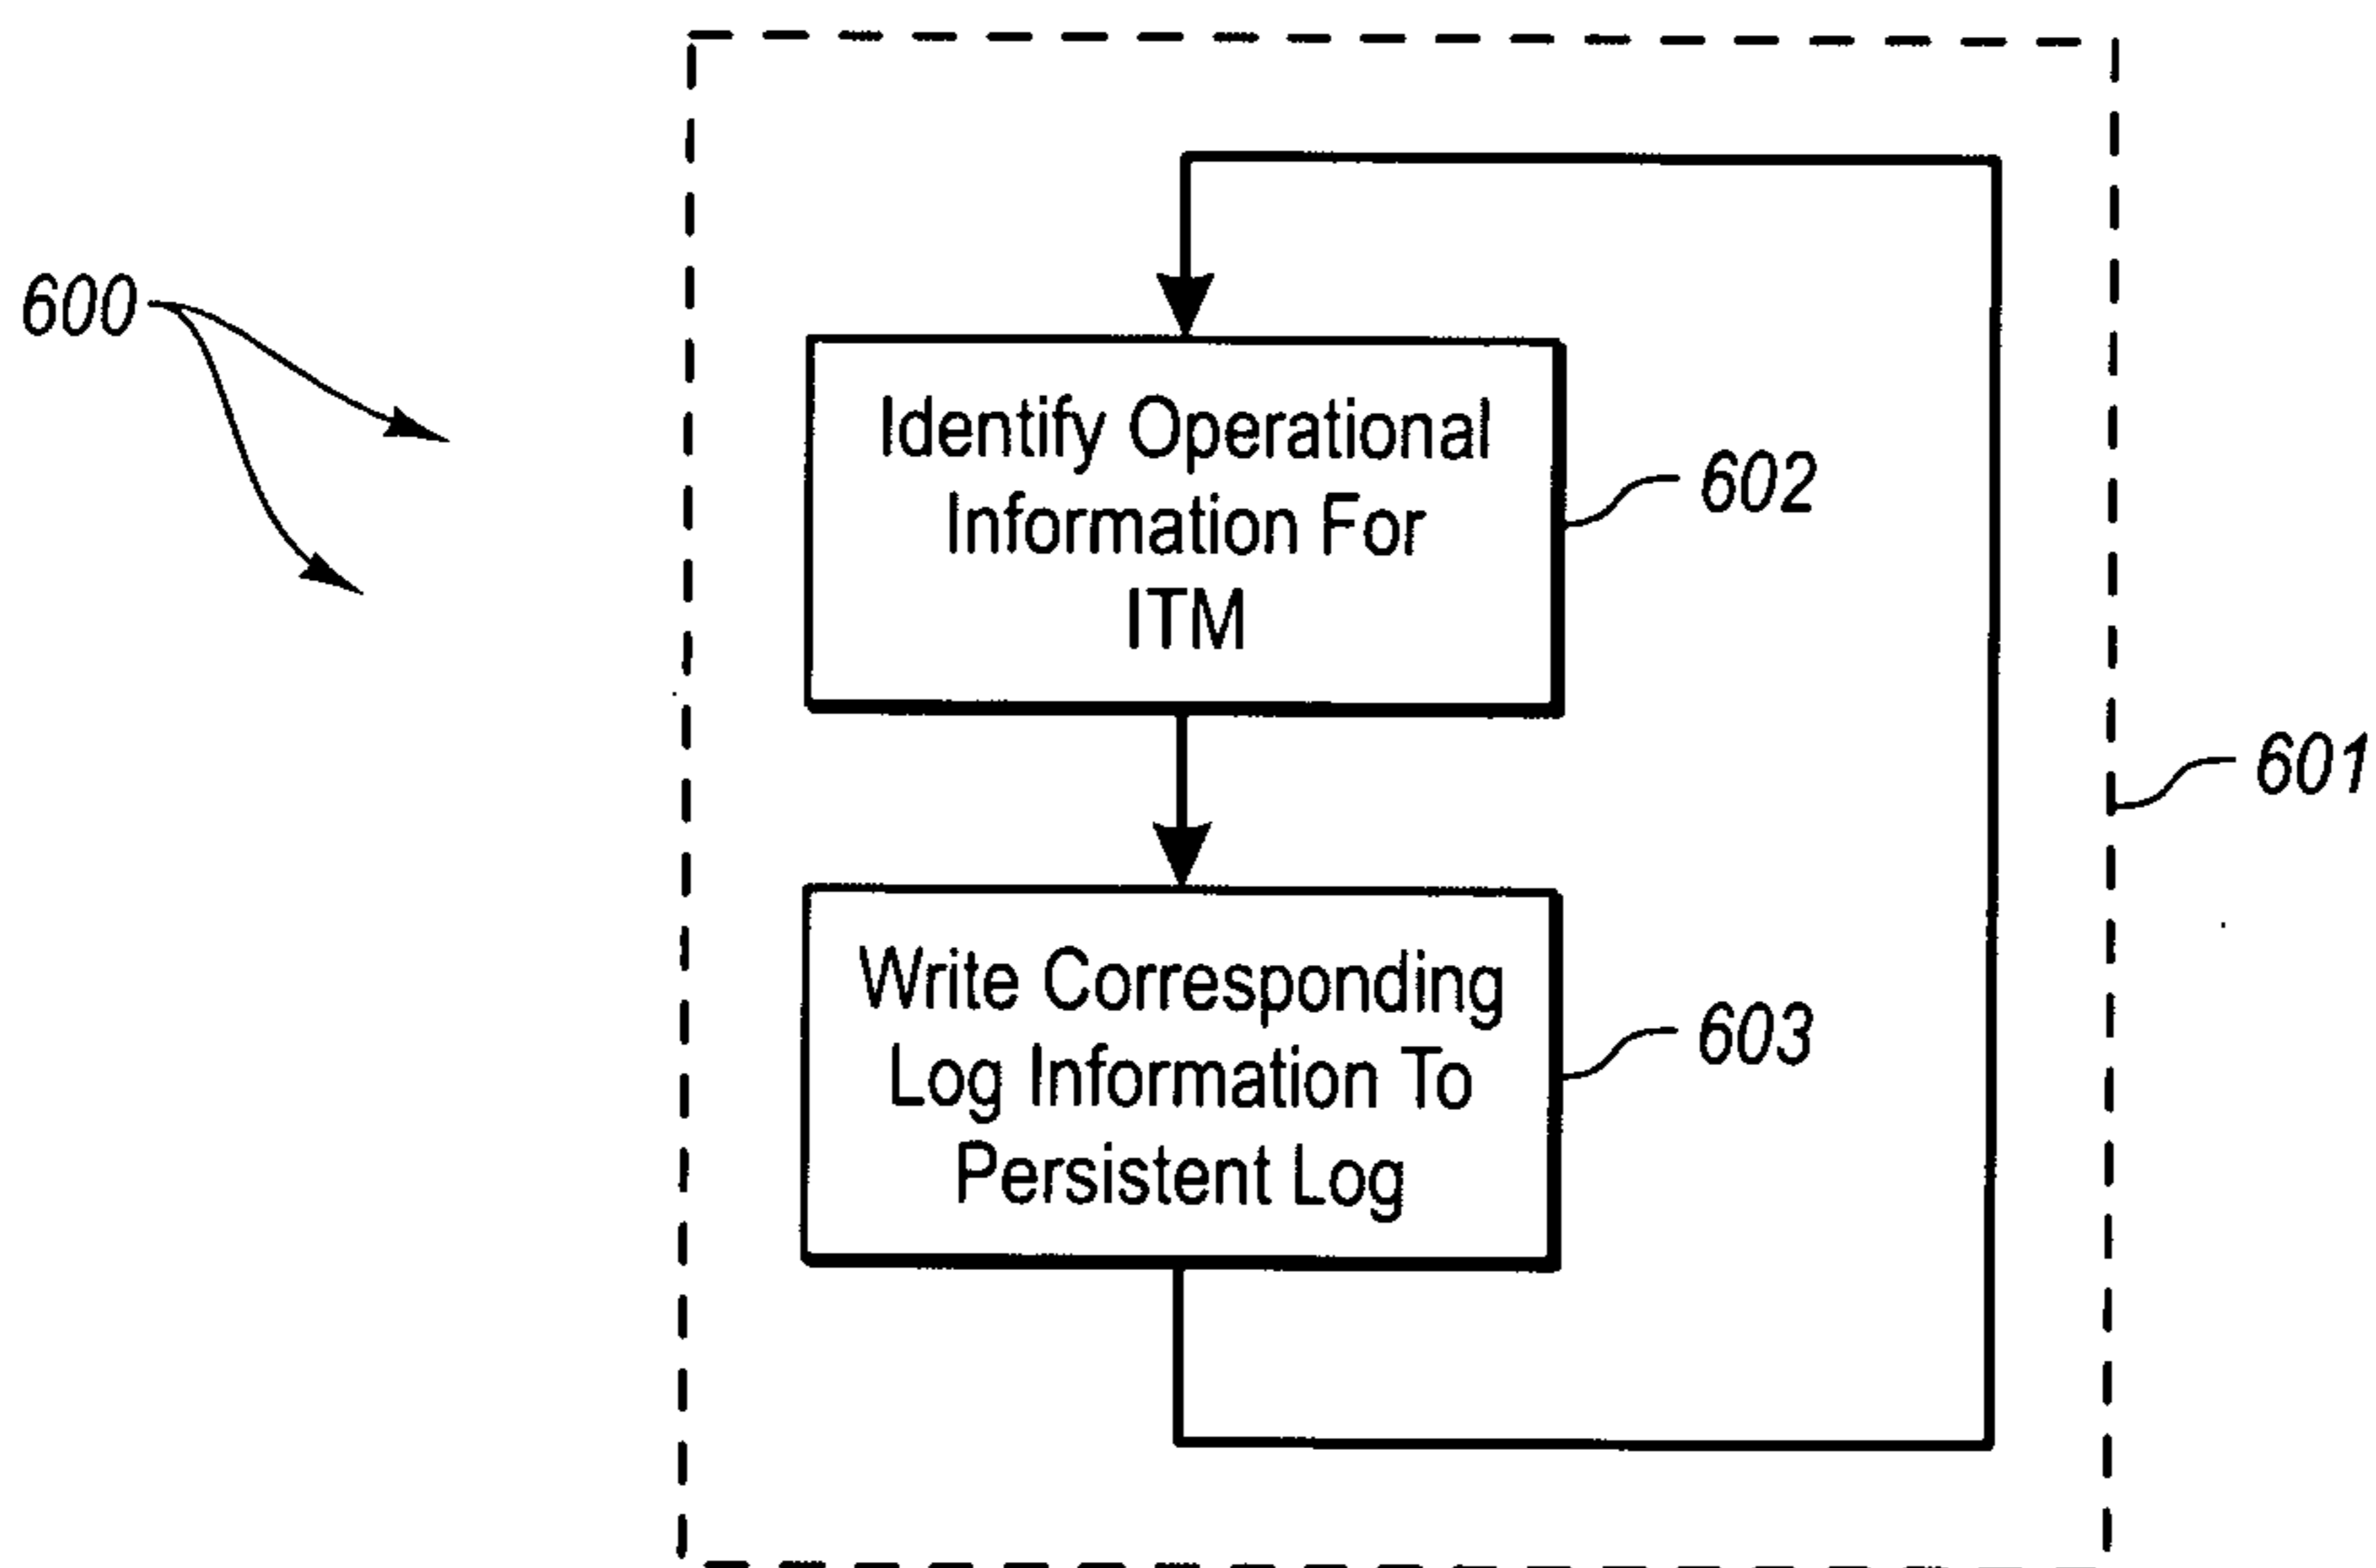 600
Identify Operational
Information For
ITM
602
601
Write Corresponding
Log Information To
Persistent Log
603